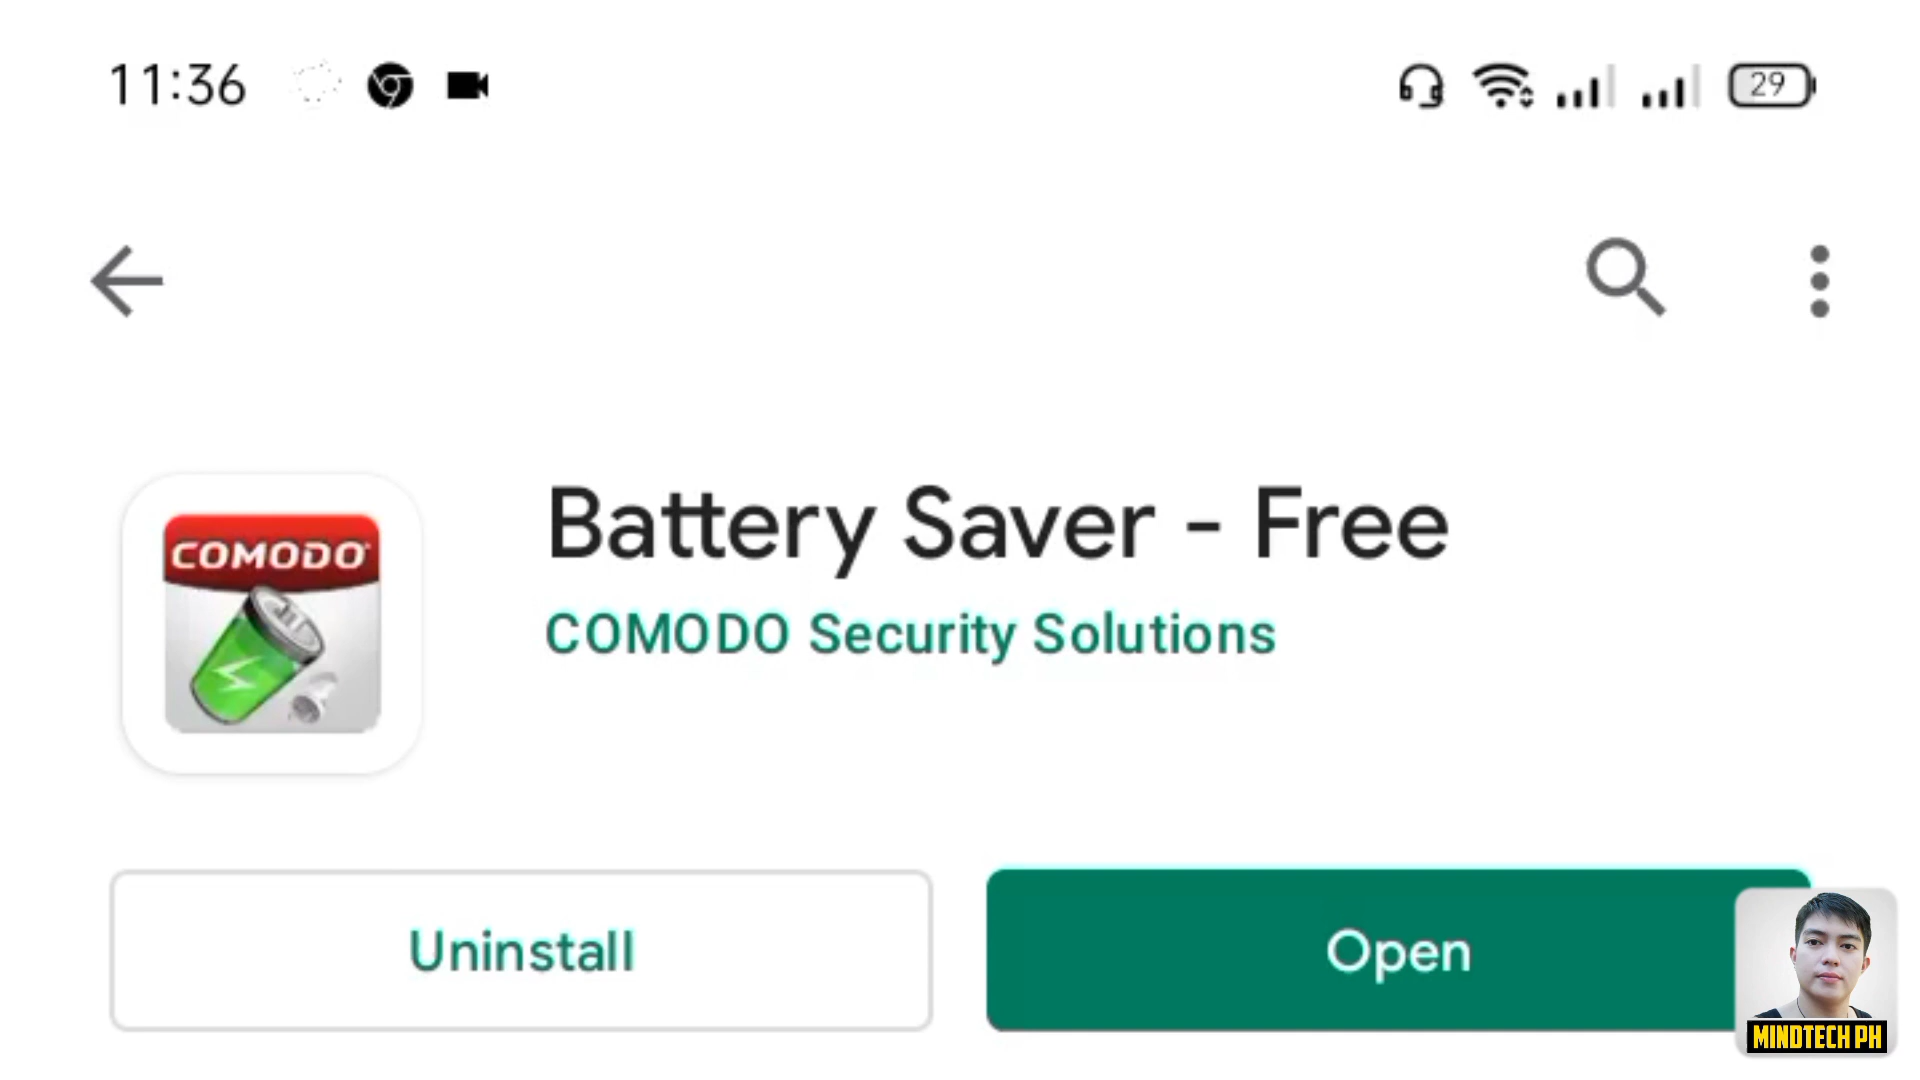 11:36
29
Battery Saver - Free
COMODO
COMODO Security Solutions
Uninstall
Open
MINDTECH PH